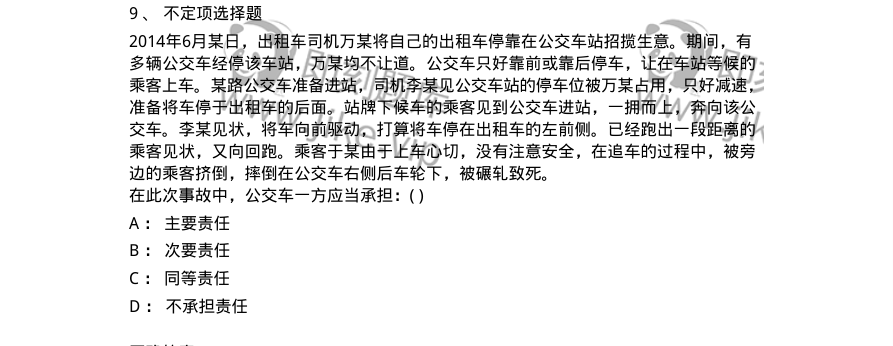 9 、 不定项选择题
2014年6月某日，出租车司机万某将自己的出租车停靠在公交车站招揽生意。期间，有
多辆公交车经停该车站，万某均不让道。公交车只好靠前或靠后停车，让在车站等候的
乘客上车。某路公交车准备进站，司机李某见公交车站的停车位被万某占用，只好减速，
准备将车停于出租车的后面。站牌下候车的乘客见到公交车进站，一拥而上，奔向该公
交车。李某见状，将车向前驱动，打算将车停在出租车的左前侧。已经跑出一段距离的
乘客见状，又向回跑。乘客于某由于上车心切，没有注意安全，在追车的过程中，被旁
边的乘客挤倒，摔倒在公交车右侧后车轮下，被碾轧致死。
在此次事故中，公交车一方应当承担：( )
A ： 主要责任
B ： 次要责任
C ： 同等责任
D ： 不承担责任